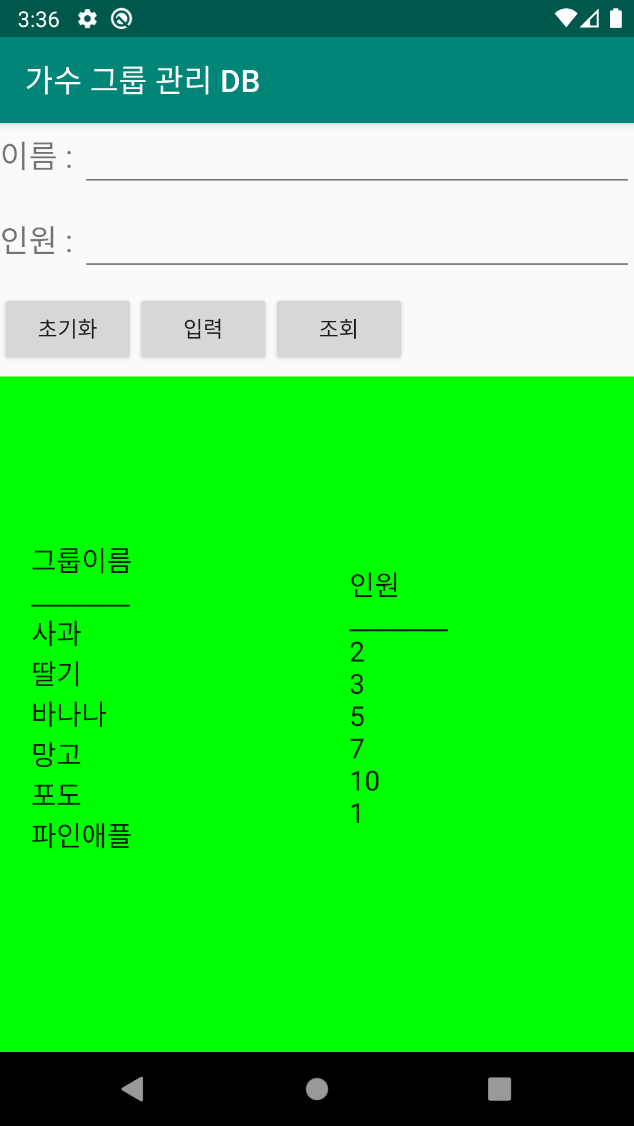 3:36
가수 그룹 관리 DB
이름 :
인원 :
초기화 입력 조회
그룹이름
________
사과
딸기
바나나
망고
포도
파인애플
인원
________
2
3
5
7
10
1